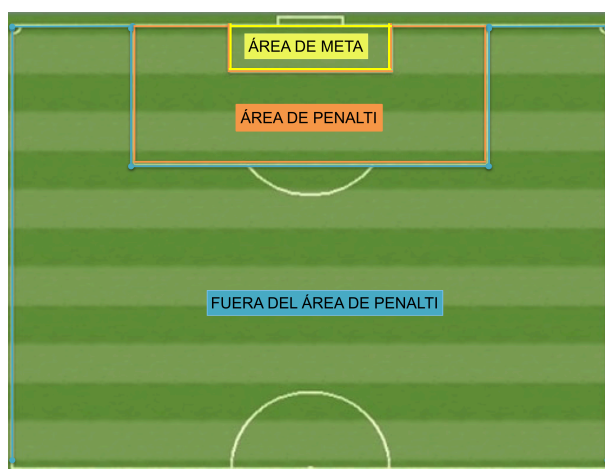 ÁREA DE META
ÁREA DE PENALTI
FUERA DEL ÁREA DE PENALTI